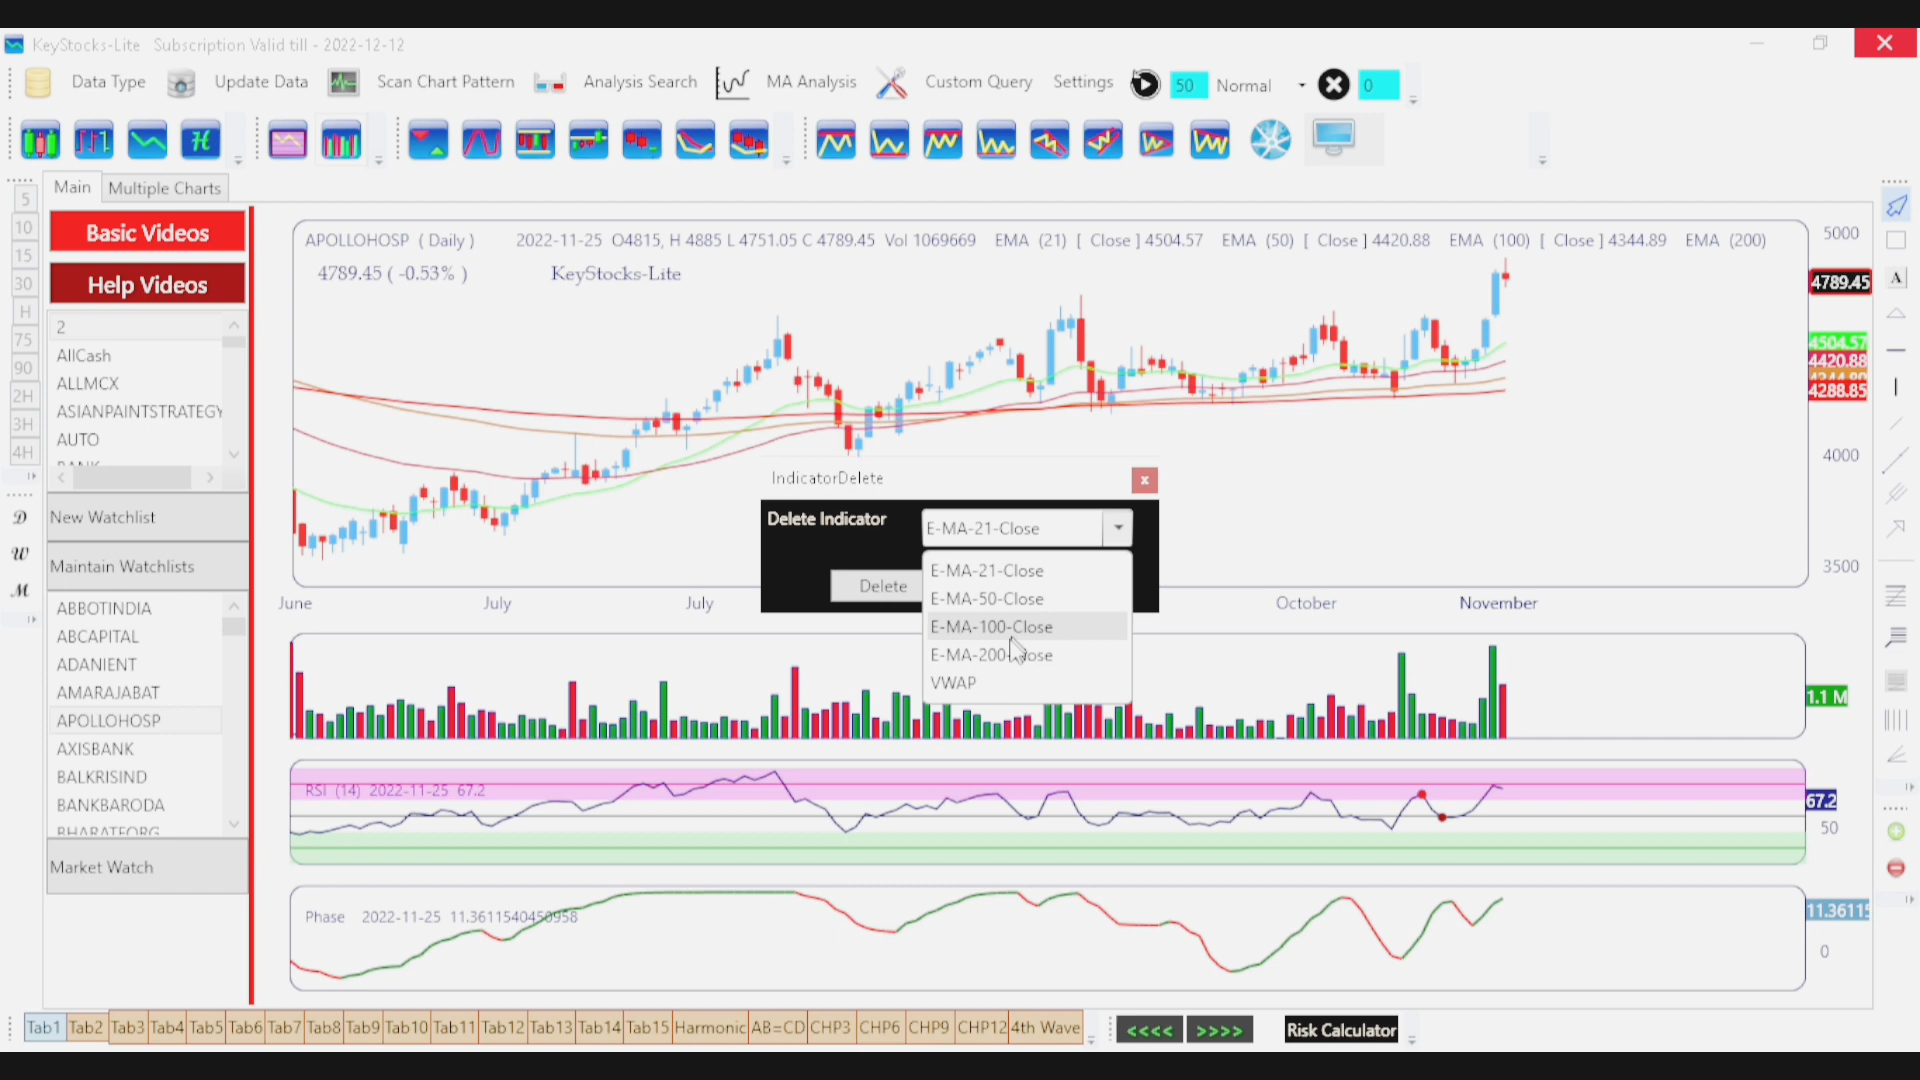 KeyStocks-Lite Subscription Valid till - 2022-12-12
Data Type Update Data Scan Chart Pattern Analysis Search MA Analysis Custom Query Settings 50 Normal 0
Main Multiple Charts
5
10
15
30
H
75
90
2H
3H
4H
D
W
M
Basic Videos
Help Videos
2
AllCash
ALLMCX
ASIANPAINTSTRATEGY
AUTO
BANK
New Watchlist
Maintain Watchlists
ABBOTINDIA
ABCAPITAL
ADANIENT
AMARAJABAT
APOLLOHOSP
AXISBANK
BALKRISIND
BANKBARODA
BHARATFORG
Market Watch
APOLLOHOSP ( Daily ) 2022-11-25 O4815, H 4885 L 4751.05 C 4789.45 Vol 1069669 EMA (21) [ Close ] 4504.57 EMA (50) [ Close ] 4420.88 EMA (100) [ Close ] 4344.89 EMA (200)
4789.45 ( -0.53% ) KeyStocks-Lite
5000
4789.45
4504.57
4420.88
4344.89
4288.85
4000
3500
June July July October November
IndicatorDelete
Delete Indicator E-MA-21-Close
Delete
E-MA-21-Close
E-MA-50-Close
E-MA-100-Close
E-MA-200-Close
VWAP
1.1 M
RSI (14) 2022-11-25 67.2
67.2
50
Phase 2022-11-25 11.3611540450958
11.36115
0
A
Tab1 Tab2 Tab3 Tab4 Tab5 Tab6 Tab7 Tab8 Tab9 Tab10 Tab11 Tab12 Tab13 Tab14 Tab15 Harmonic AB=CD CHP3 CHP6 CHP9 CHP12 4th Wave <<<< >>>> Risk Calculator